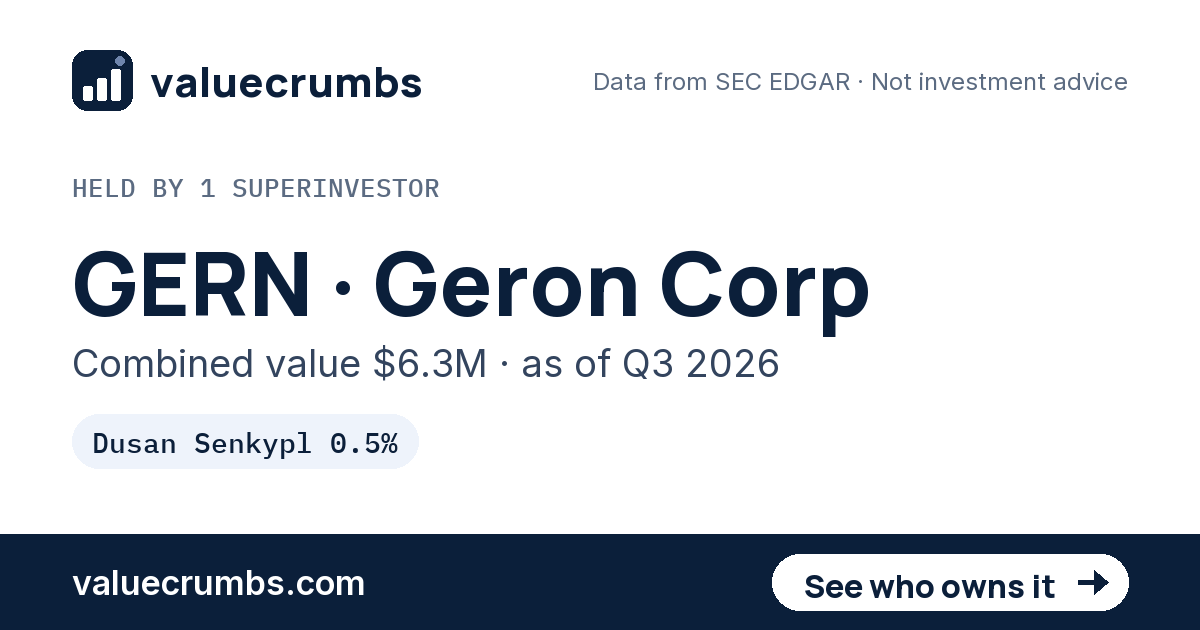 valuecrumbs
Data from SEC EDGAR · Not investment advice
HELD BY 1 SUPERINVESTOR
GERN · Geron Corp
Combined value $6.3M · as of Q3 2026
Dusan Senkypl 0.5%
valuecrumbs.com
See who owns it →